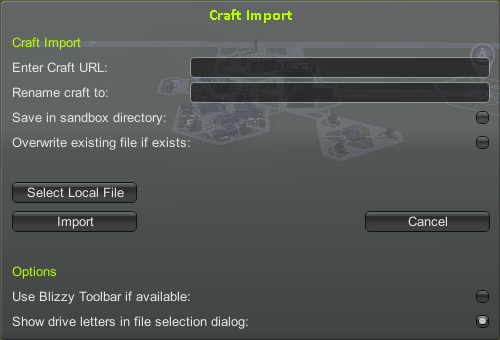 Craft Import
Craft Import
Enter Craft URL:
Rename craft to:
Save in sandbox directory:
Overwrite existing file if exists:
Select Local File
Import Cancel
Options
Use Blizzy Toolbar if available:
Show drive letters in file selection dialog: